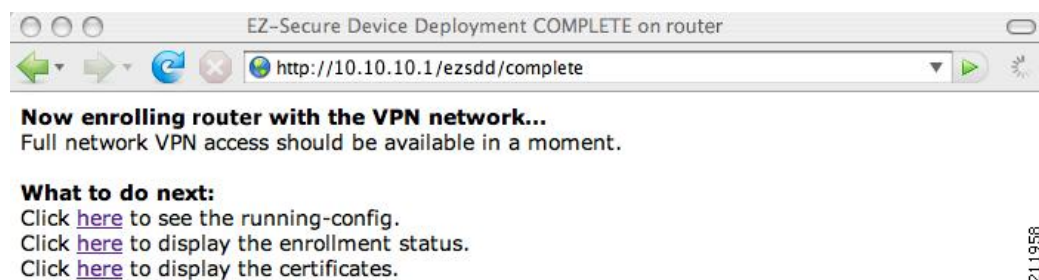 EZ-Secure Device Deployment COMPLETE on router
http://10.10.10.1/ezsdd/complete
Now enrolling router with the VPN network...
Full network VPN access should be available in a moment.
What to do next:
Click here to see the running-config.
Click here to display the enrollment status.
Click here to display the certificates.
211958